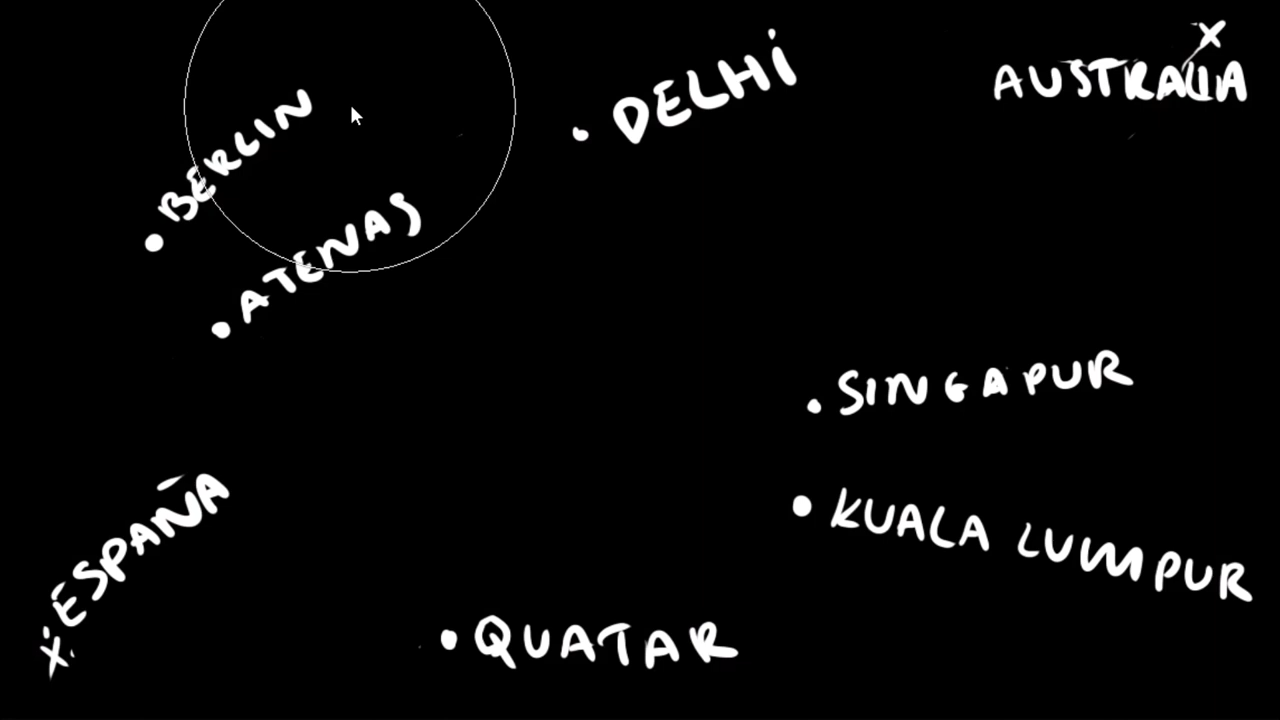 DELHI
AUSTRALIA
BERLIN
ATENAS
SINGAPUR
ESPAÑA
KUALA LUMPUR
QUATAR